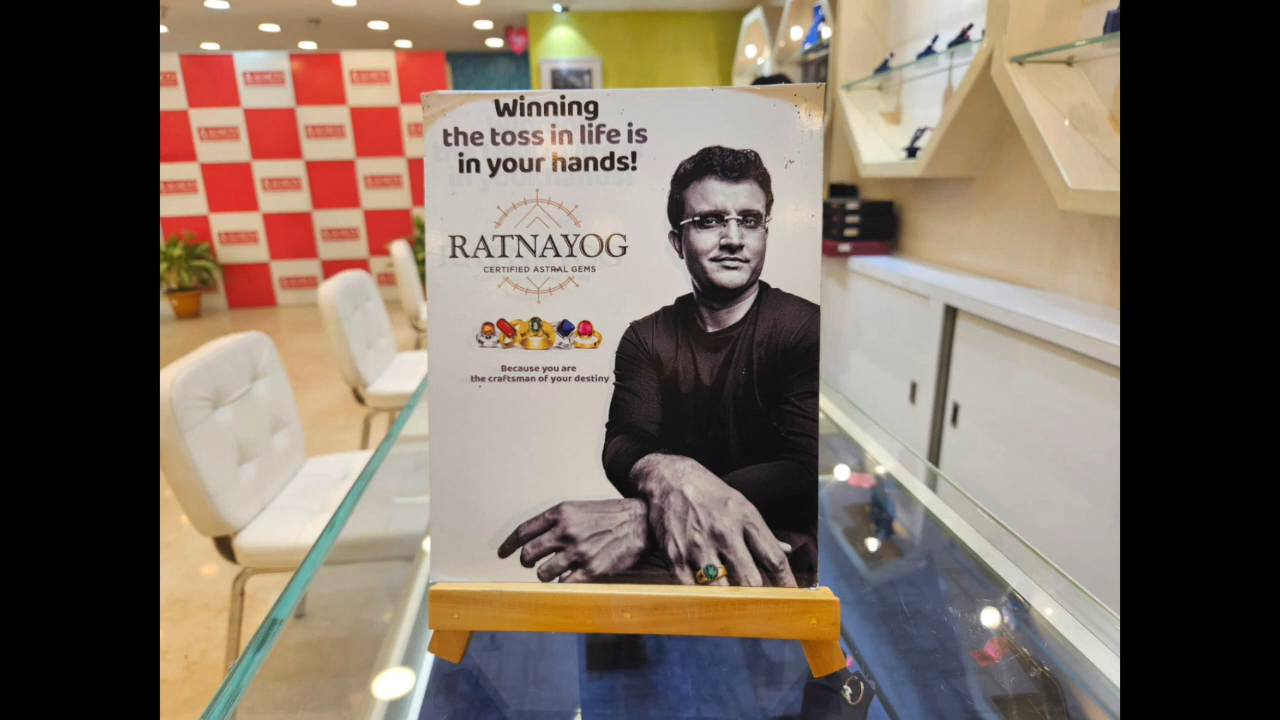 Winning
the toss in life is
in your hands!
RATNAYOG
CERTIFIED ASTRAL GEMS
Because you are
the craftsman of your destiny